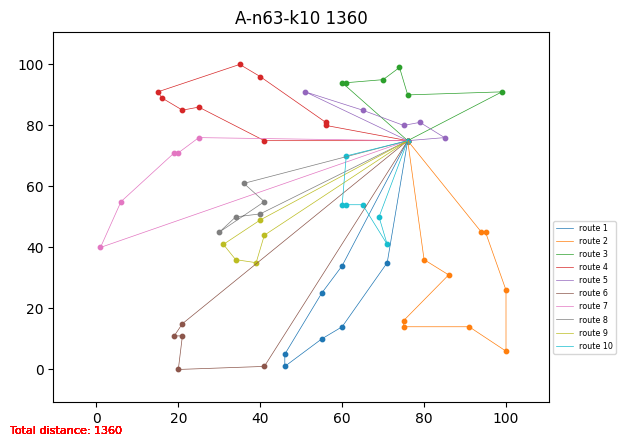 A-n63-k10 1360
100
80
60
40
20
0
0 20 40 60 80 100
route 1
route 2
route 3
route 4
route 5
route 6
route 7
route 8
route 9
route 10
Total distance: 1360